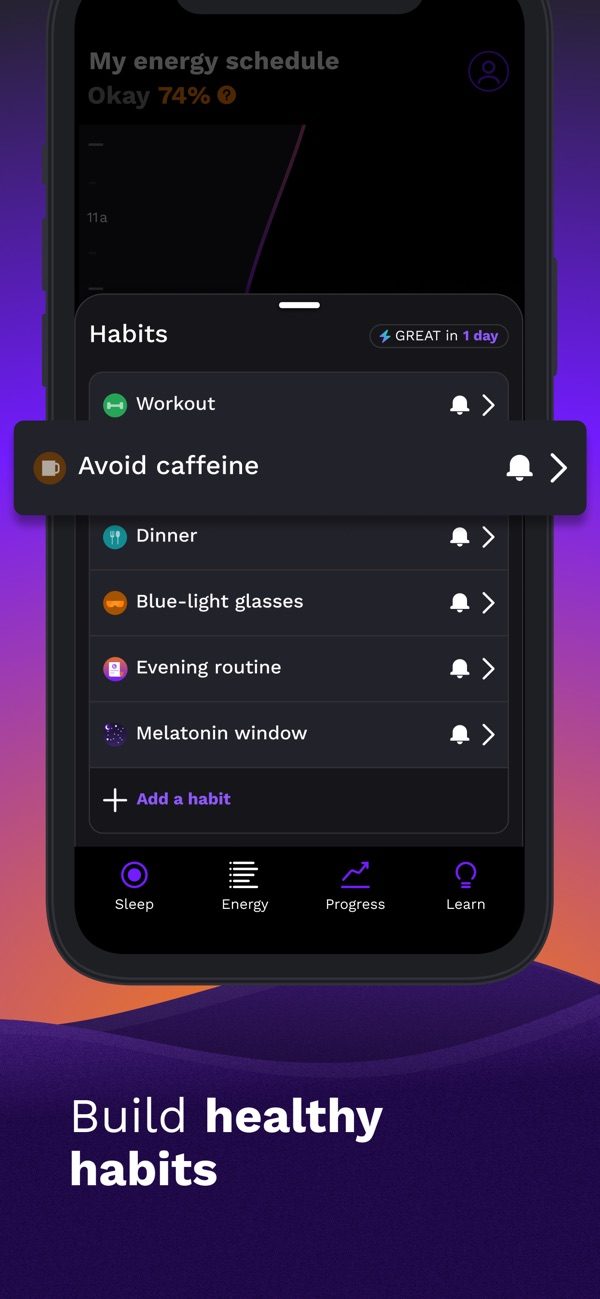 My energy schedule
Okay 74% ?
11a
Habits
GREAT in 1 day
Workout
Avoid caffeine
Dinner
Blue-light glasses
Evening routine
Melatonin window
Add a habit
Sleep Energy Progress Learn
Build healthy
habits